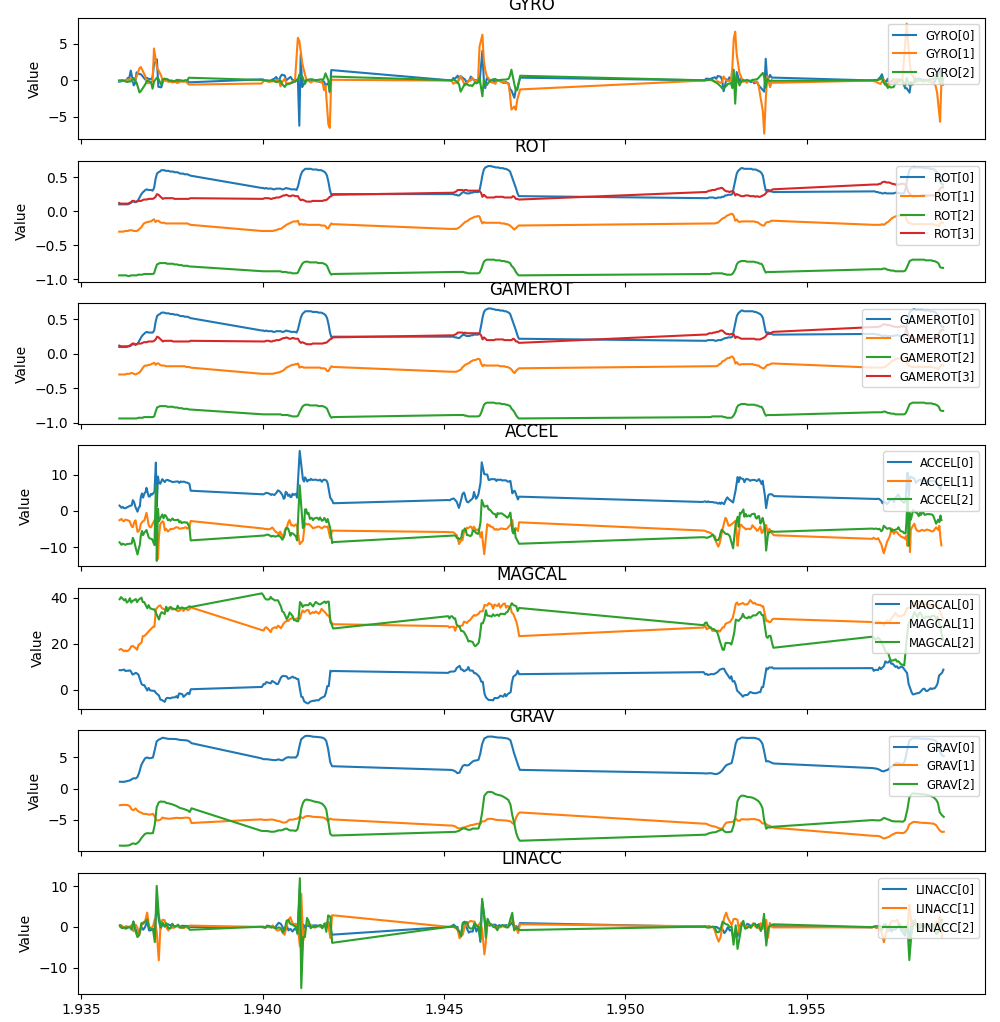 GYRO
Value
5
0
−5
GYRO[0]
GYRO[1]
GYRO[2]
ROT
Value
0.5
0.0
−0.5
−1.0
ROT[0]
ROT[1]
ROT[2]
ROT[3]
GAMEROT
Value
0.5
0.0
−0.5
−1.0
GAMEROT[0]
GAMEROT[1]
GAMEROT[2]
GAMEROT[3]
ACCEL
Value
10
0
−10
ACCEL[0]
ACCEL[1]
ACCEL[2]
MAGCAL
Value
40
20
0
MAGCAL[0]
MAGCAL[1]
MAGCAL[2]
GRAV
Value
5
0
−5
GRAV[0]
GRAV[1]
GRAV[2]
LINACC
Value
10
0
−10
LINACC[0]
LINACC[1]
LINACC[2]
1.935 1.940 1.945 1.950 1.955